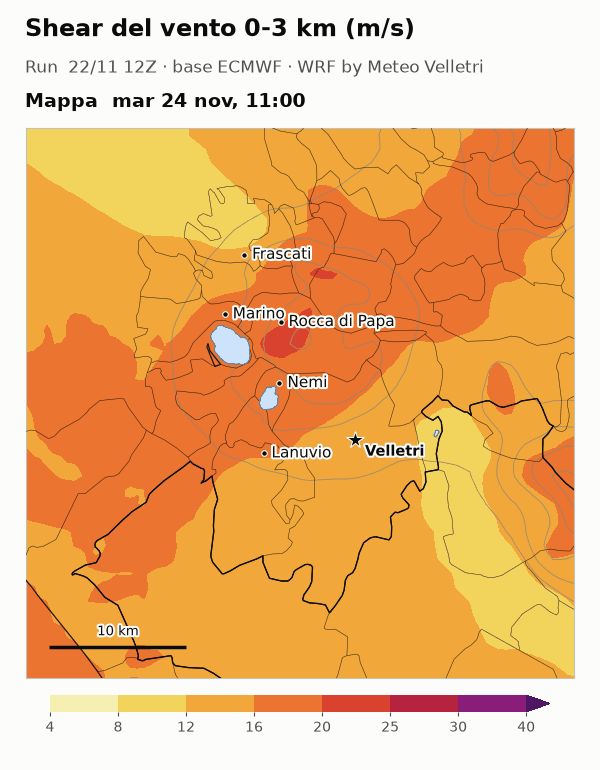 Shear del vento 0-3 km (m/s)
Run  22/11 12Z · base ECMWF · WRF by Meteo Velletri
Mappa  mar 24 nov, 11:00
Frascati
Marino
Rocca di Papa
Nemi
Velletri
Lanuvio
10 km
4 8 12 16 20 25 30 40